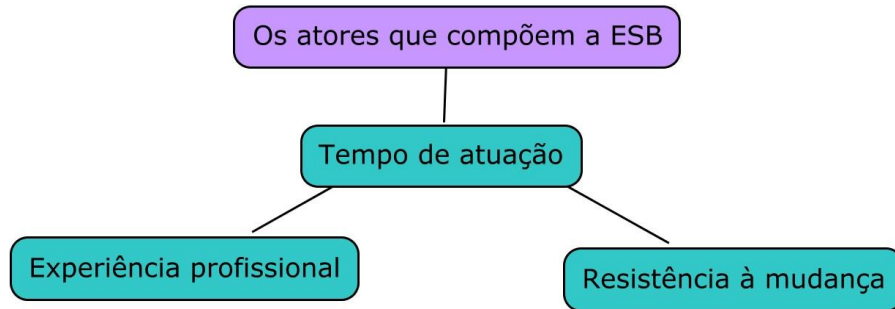 Os atores que compõem a ESB
Tempo de atuação
Experiência profissional
Resistência à mudança